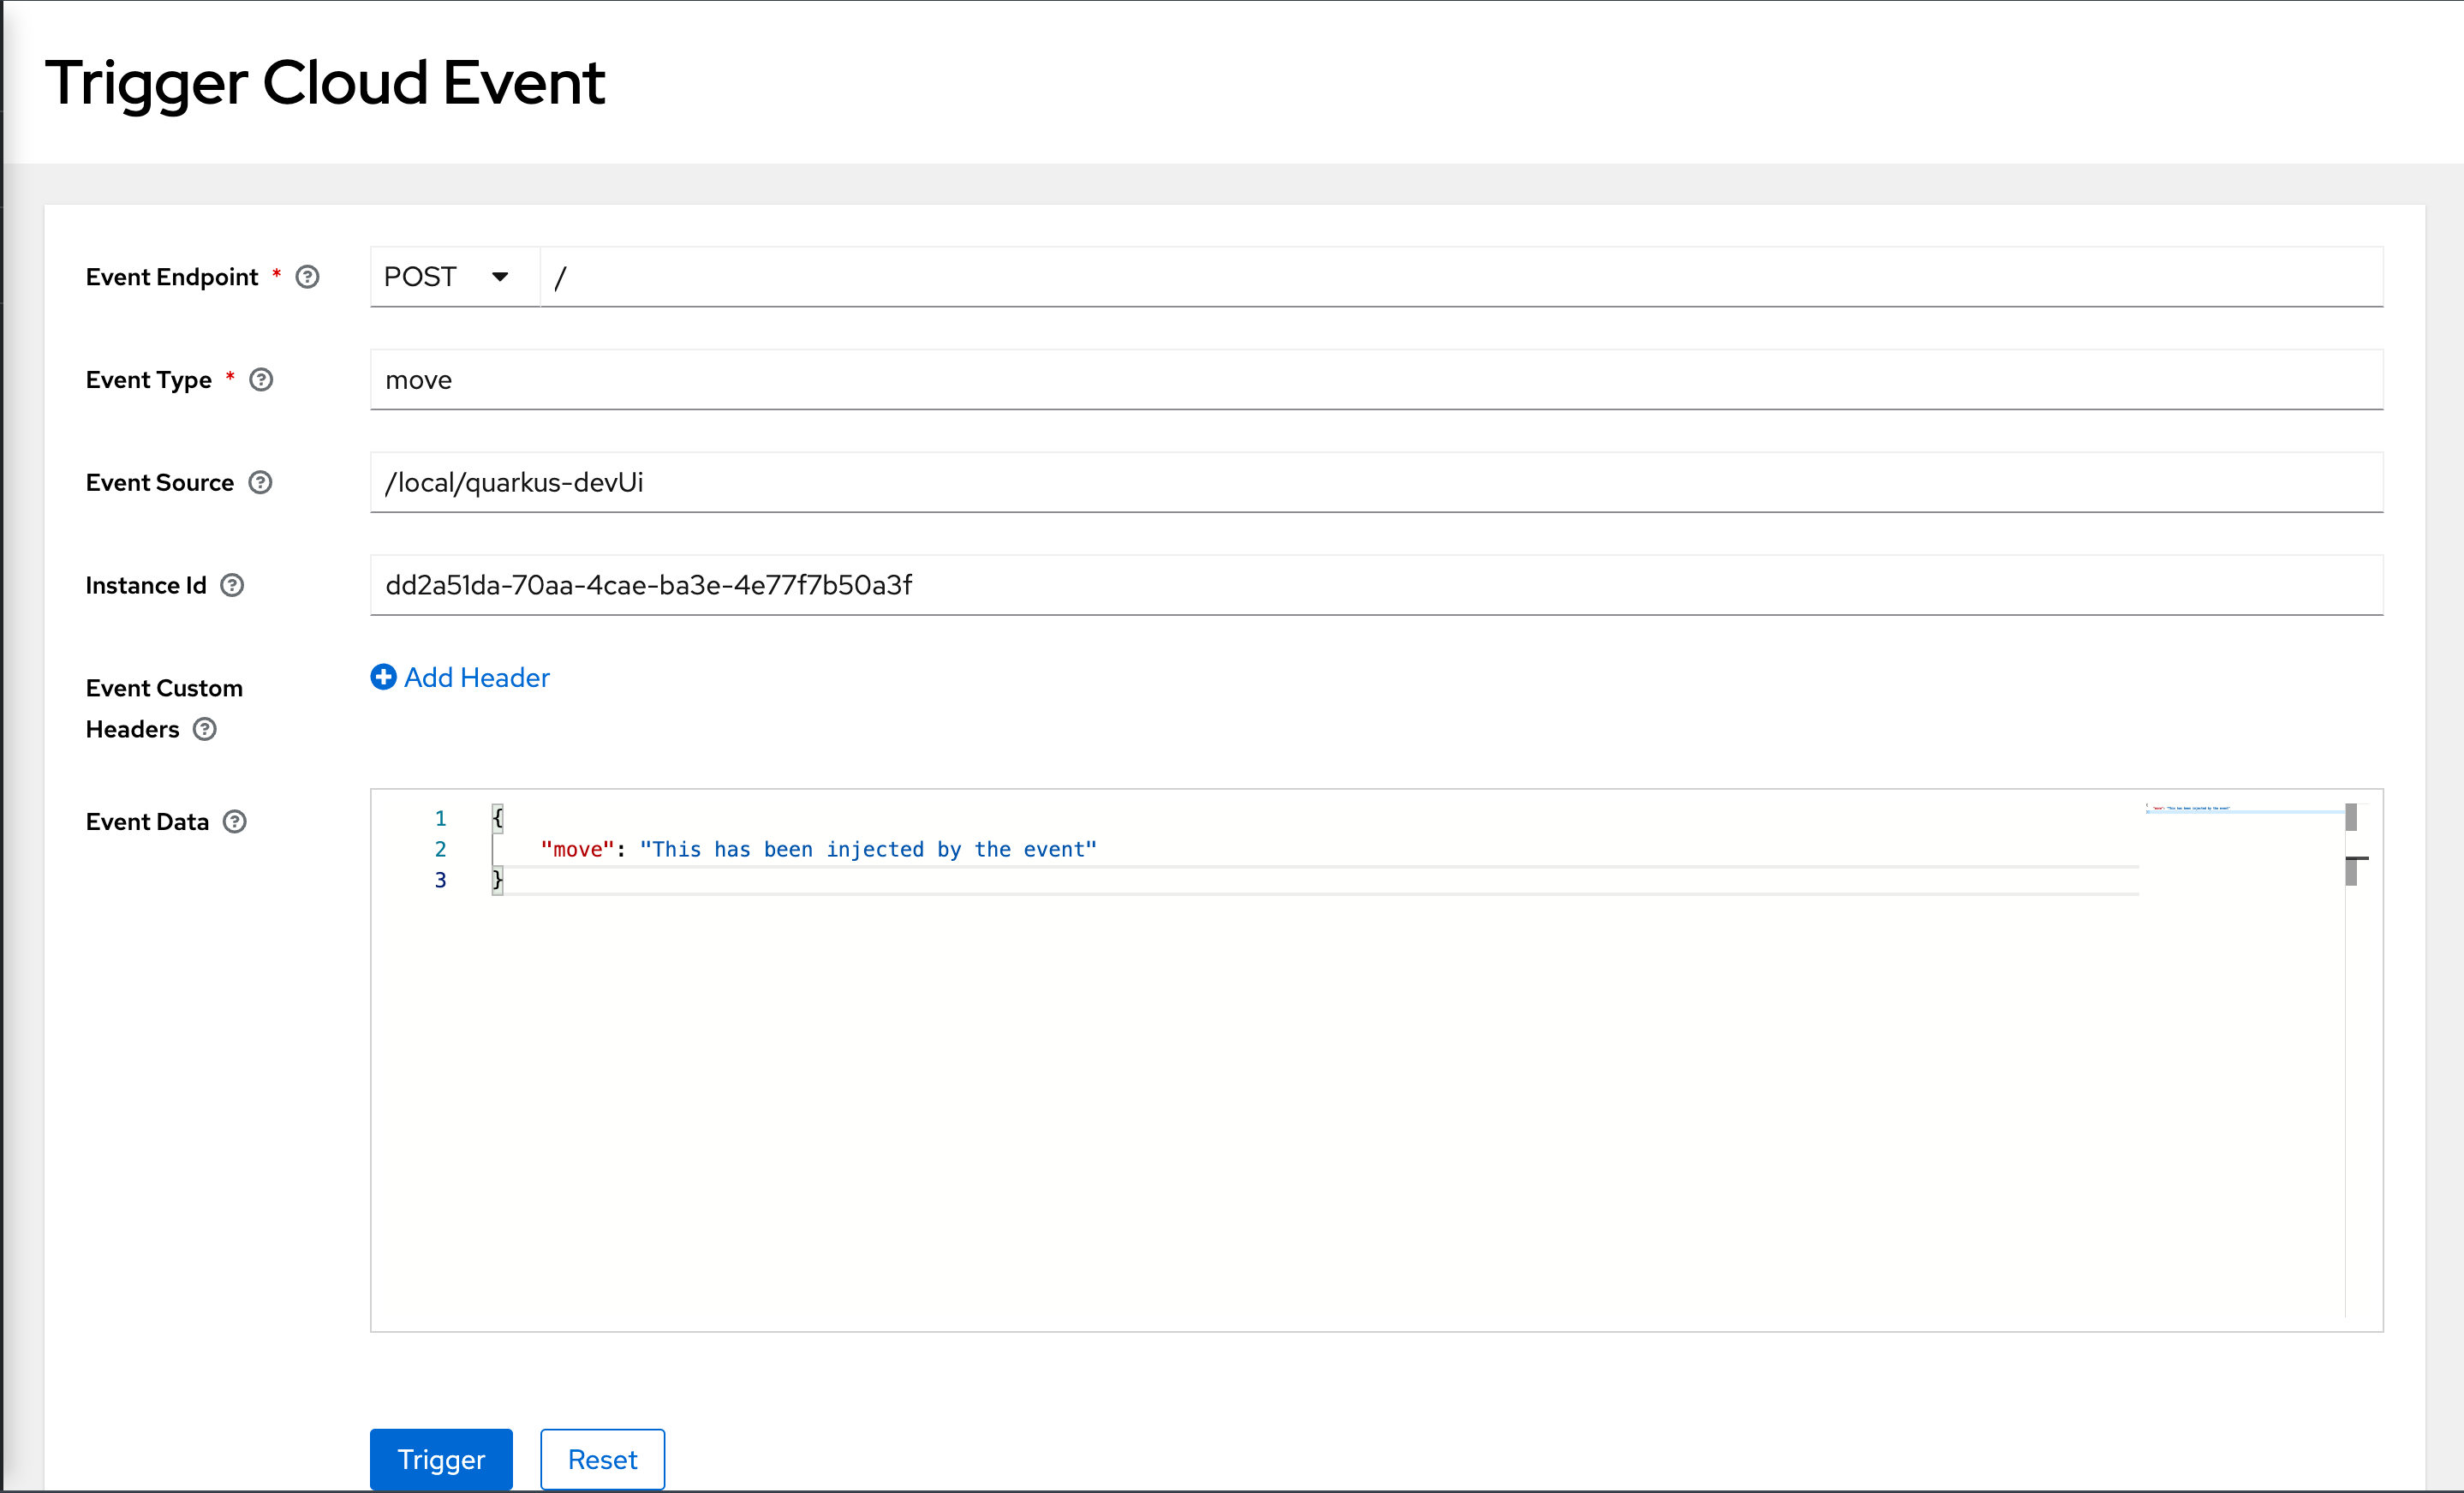 Trigger Cloud Event
Event Endpoint *
POST
/
Event Type *
move
Event Source
/local/quarkus-devUi
Instance Id
dd2a51da-70aa-4cae-ba3e-4e77f7b50a3f
Event Custom
Headers
Add Header
Event Data
1 {
2 "move": "This has been injected by the event"
3 }
Trigger
Reset